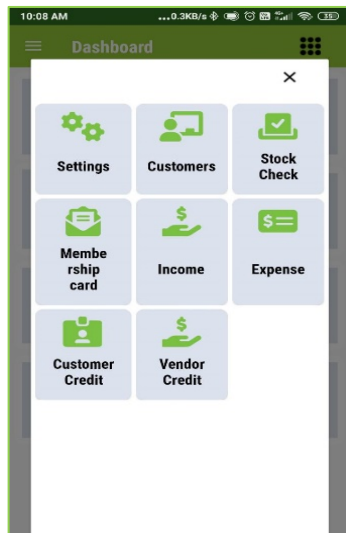 10:08 AM ...0.3KB/s 35
Dashboard
×
Settings Customers Stock
Check
Membe
rship
card Income Expense
Customer
Credit Vendor
Credit